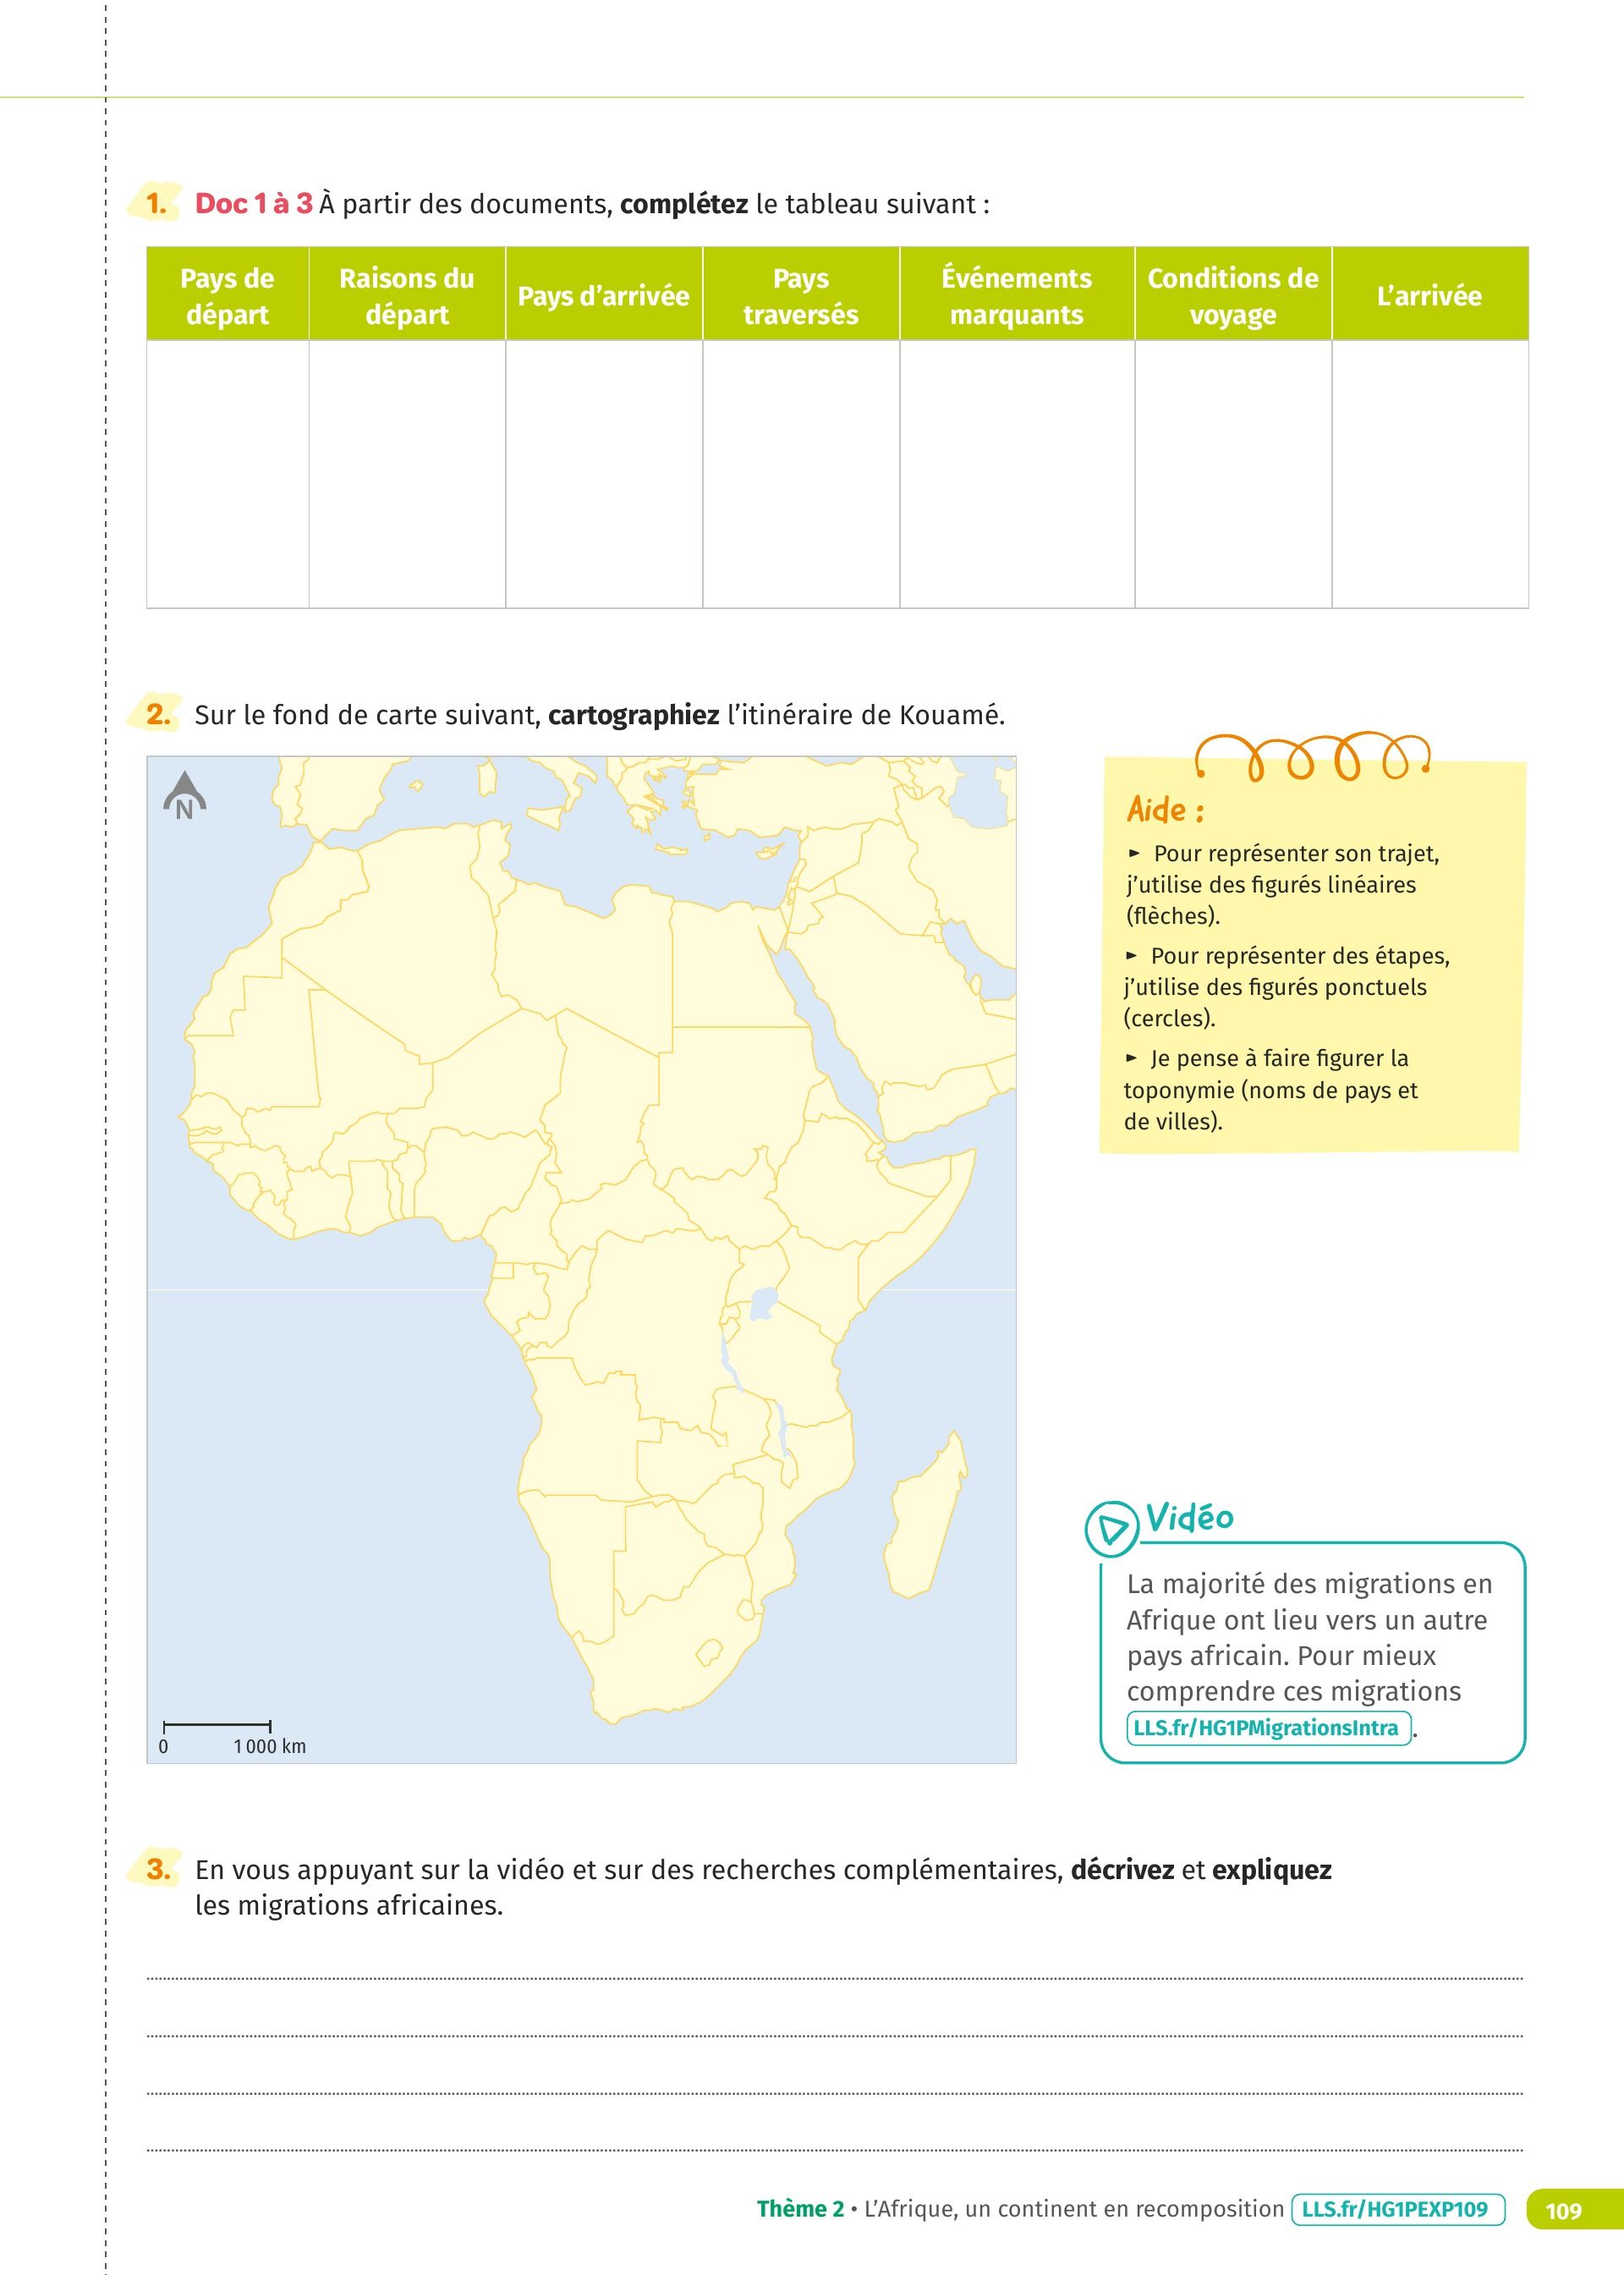 1. Doc 1 à 3 À partir des documents, complétez le tableau suivant :
Pays de
départ
Raisons du
départ
Pays d’arrivée
Pays
traversés
Événements
marquants
Conditions de
voyage
L’arrivée
2. Sur le fond de carte suivant, cartographiez l’itinéraire de Kouamé.
N
0
1 000 km
Aide :
► Pour représenter son trajet,
j’utilise des figurés linéaires
(flèches).
► Pour représenter des étapes,
j’utilise des figurés ponctuels
(cercles).
► Je pense à faire figurer la
toponymie (noms de pays et
de villes).
Vidéo
La majorité des migrations en
Afrique ont lieu vers un autre
pays africain. Pour mieux
comprendre ces migrations
LLS.fr/HG1PMigrationsIntra .
3. En vous appuyant sur la vidéo et sur des recherches complémentaires, décrivez et expliquez
les migrations africaines.
Thème 2 • L’Afrique, un continent en recomposition LLS.fr/HG1PEXP109 109